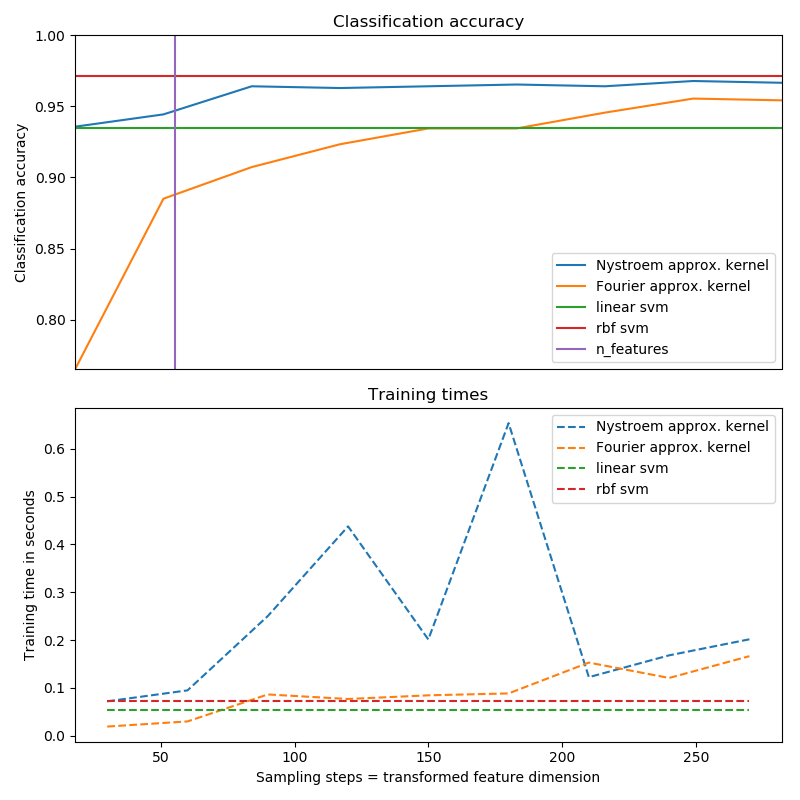 Classification accuracy
1.00
0.95
0.90
0.85
0.80
Classification accuracy
Nystroem approx. kernel
Fourier approx. kernel
linear svm
rbf svm
n_features
Training times
0.6
0.5
0.4
0.3
0.2
0.1
0.0
Training time in seconds
Nystroem approx. kernel
Fourier approx. kernel
linear svm
rbf svm
50 100 150 200 250
Sampling steps = transformed feature dimension